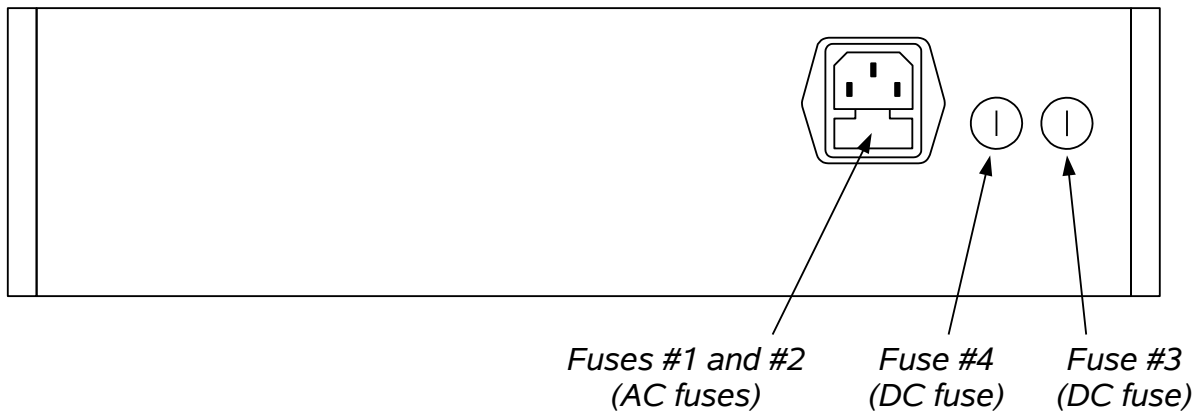 Fuses #1 and #2
(AC fuses)
Fuse #4
(DC fuse)
Fuse #3
(DC fuse)